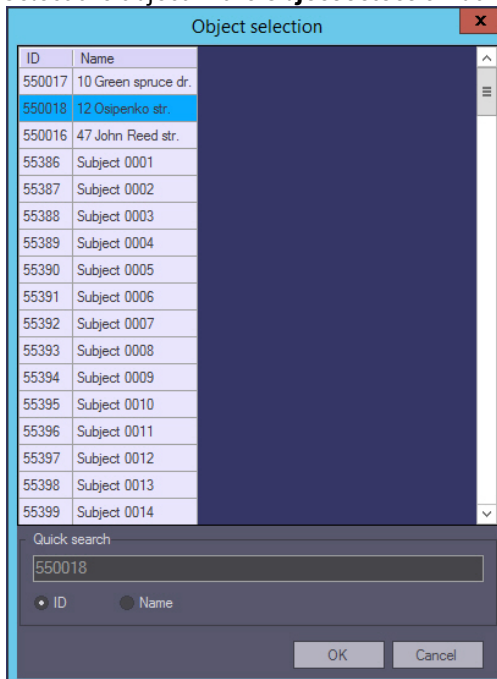 Object selection
x
ID Name
550017 10 Green spruce dr.
550018 12 Osipenko str.
550016 47 John Reed str.
55386 Subject 0001
55387 Subject 0002
55388 Subject 0003
55389 Subject 0004
55390 Subject 0005
55391 Subject 0006
55392 Subject 0007
55393 Subject 0008
55394 Subject 0009
55395 Subject 0010
55396 Subject 0011
55397 Subject 0012
55398 Subject 0013
55399 Subject 0014
Quick search
550018
ID Name
OK Cancel